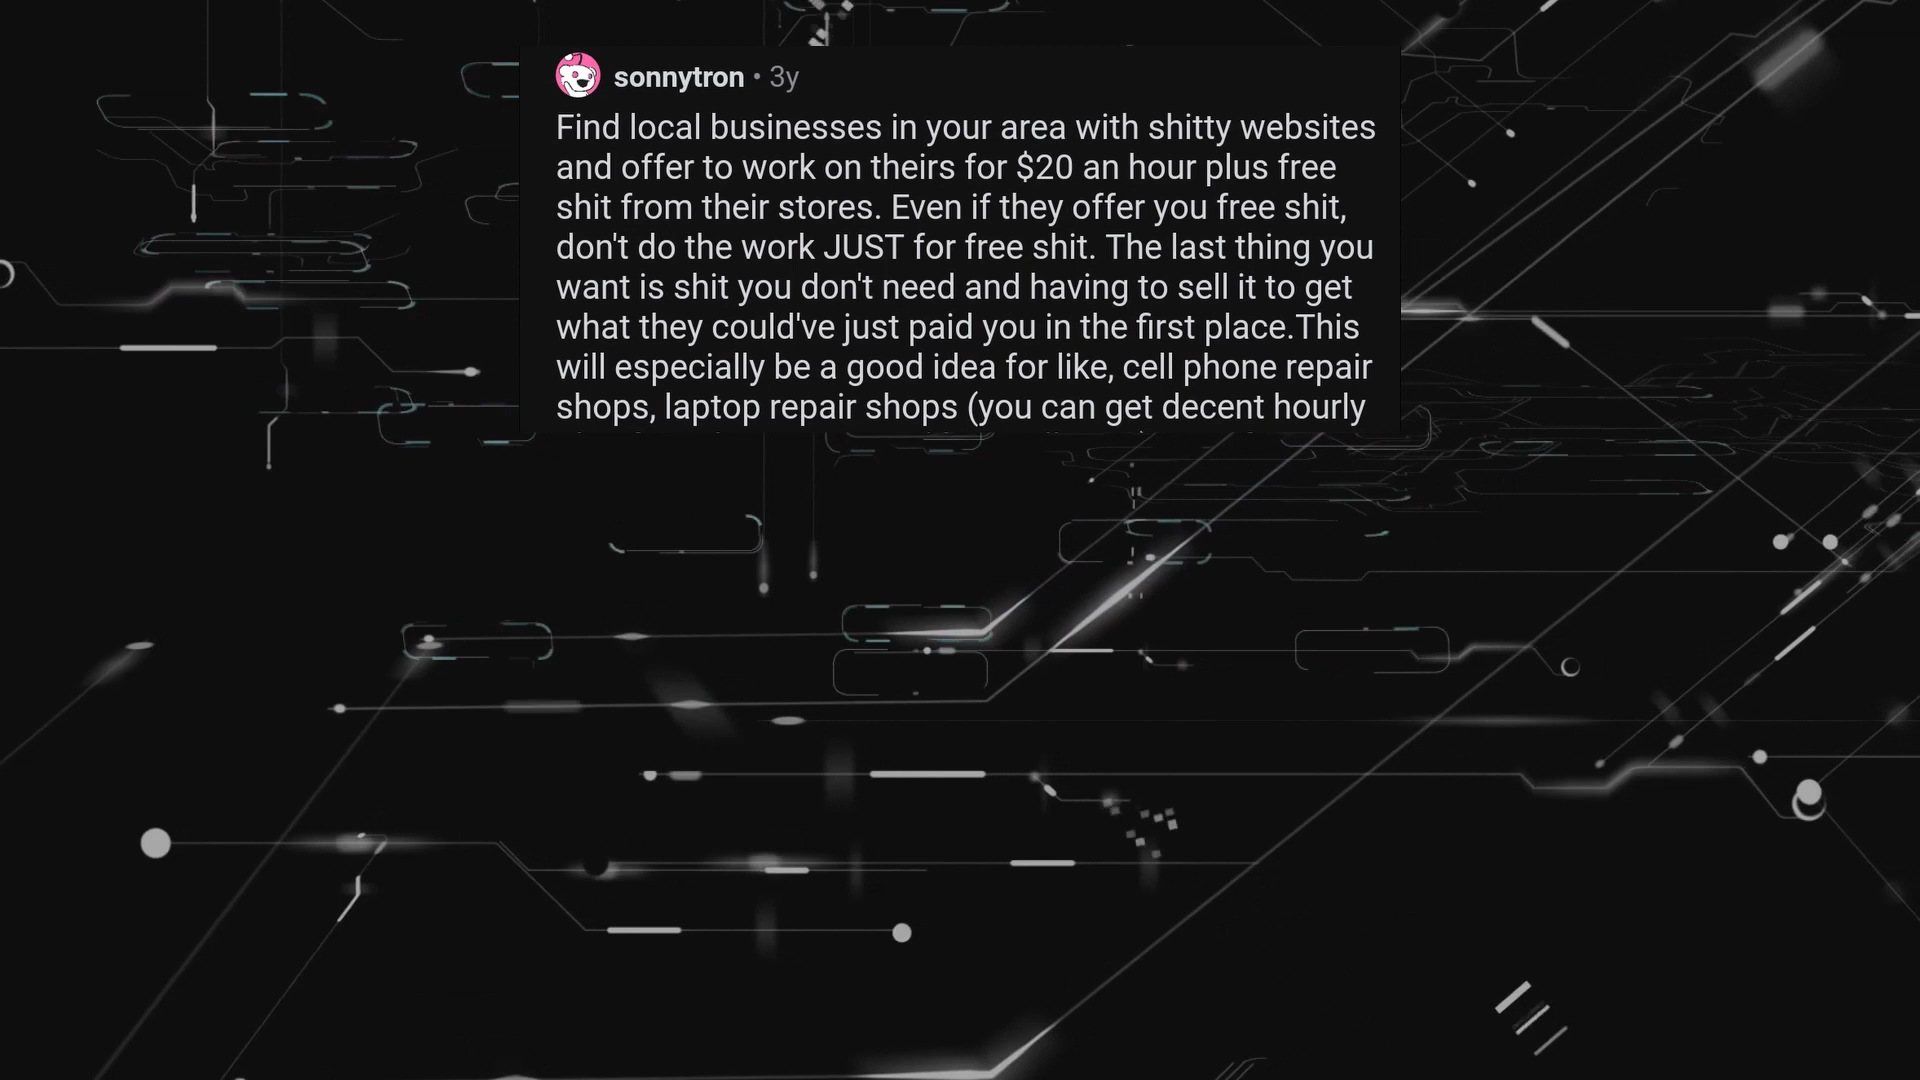 sonnytron • 3y
Find local businesses in your area with shitty websites
and offer to work on theirs for $20 an hour plus free
shit from their stores. Even if they offer you free shit,
don't do the work JUST for free shit. The last thing you
want is shit you don't need and having to sell it to get
what they could've just paid you in the first place.This
will especially be a good idea for like, cell phone repair
shops, laptop repair shops (you can get decent hourly